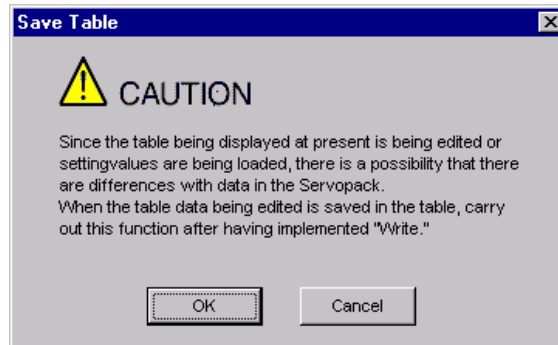 Save Table
CAUTION
Since the table being displayed at present is being edited or
settingvalues are being loaded, there is a possibility that there
are differences with data in the Servopack.
When the table data being edited is saved in the table, carry
out this function after having implemented "Write."
OK Cancel